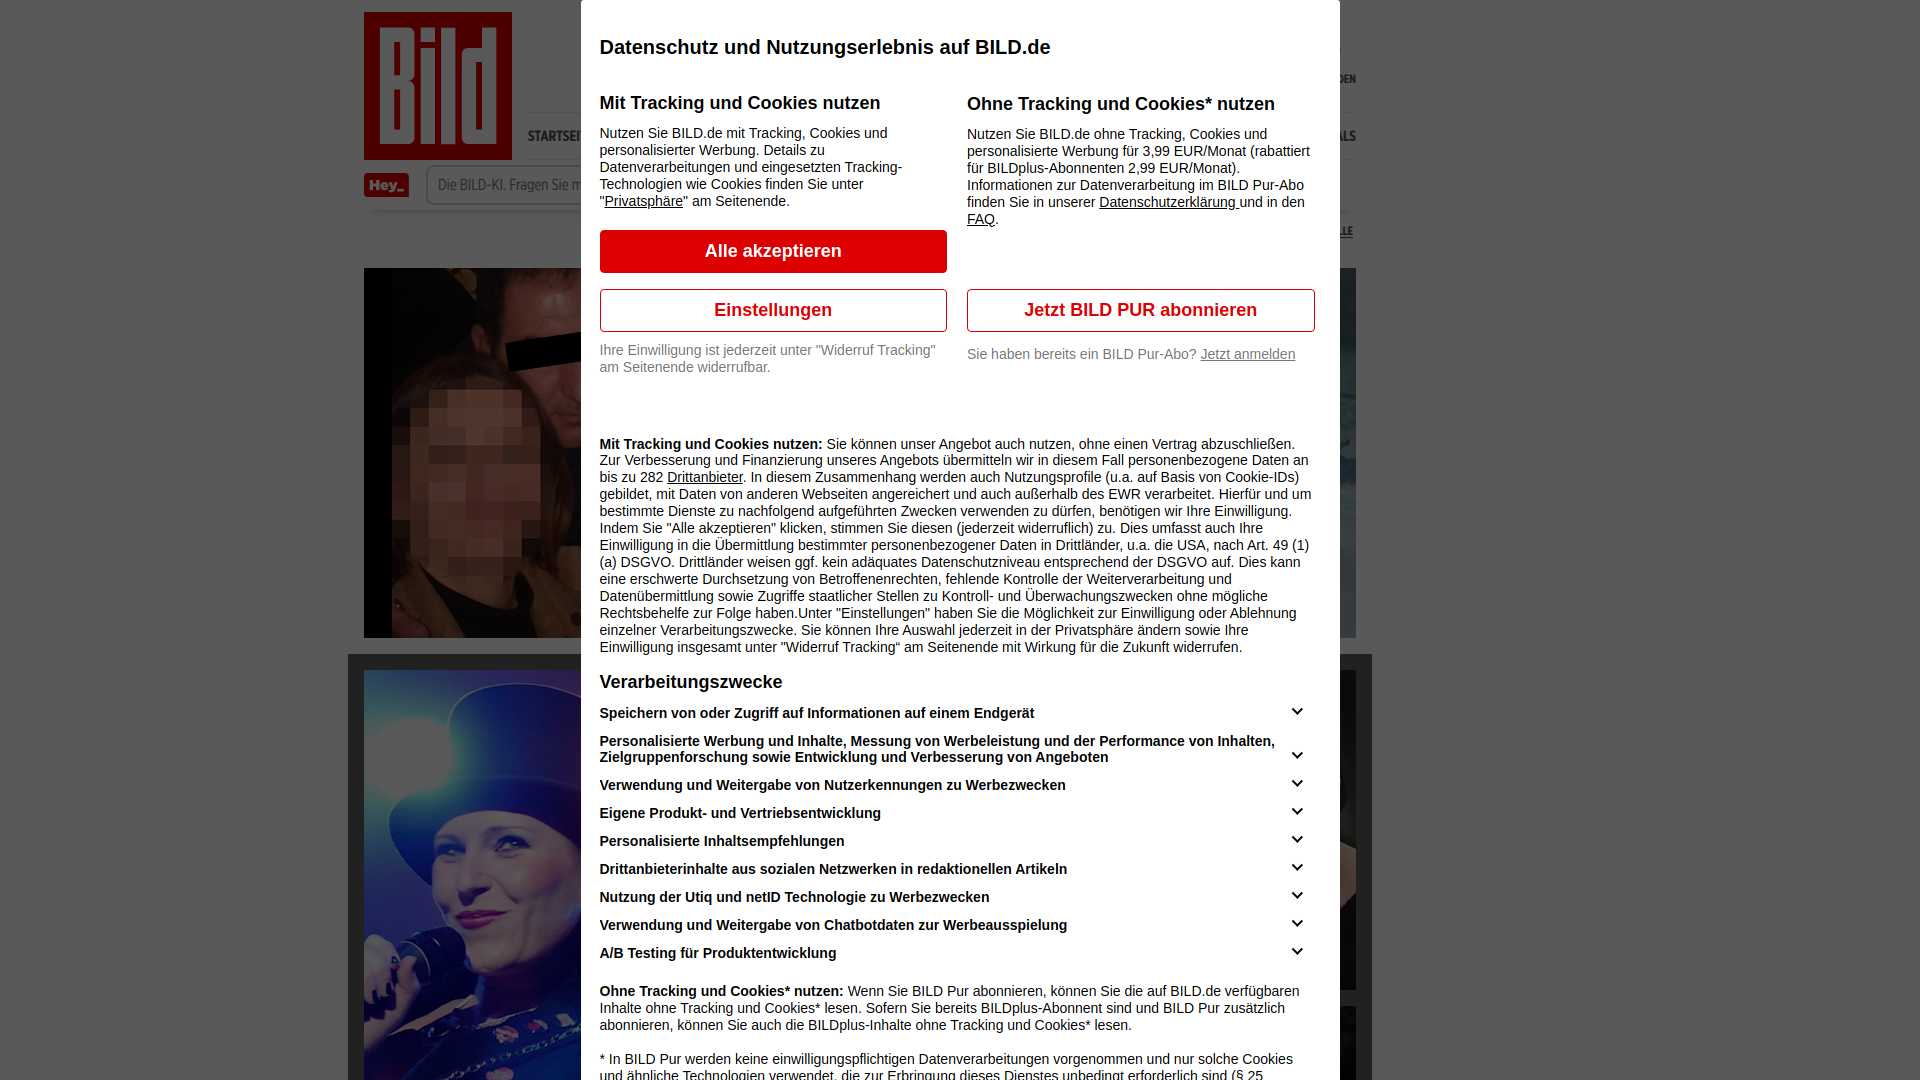 Bild
Datenschutz und Nutzungserlebnis auf BILD.de
Mit Tracking und Cookies nutzen
Nutzen Sie BILD.de mit Tracking, Cookies und
personalisierter Werbung. Details zu
Datenverarbeitungen und eingesetzten Tracking-
Technologien wie Cookies finden Sie unter
"Privatsphäre" am Seitenende.
Alle akzeptieren
Einstellungen
Ihre Einwilligung ist jederzeit unter "Widerruf Tracking"
am Seitenende widerrufbar.
Ohne Tracking und Cookies* nutzen
Nutzen Sie BILD.de ohne Tracking, Cookies und
personalisierte Werbung für 3,99 EUR/Monat (rabattiert
für BILDplus-Abonnenten 2,99 EUR/Monat).
Informationen zur Datenverarbeitung im BILD Pur-Abo
finden Sie in unserer Datenschutzerklärung und in den
FAQ.
Jetzt BILD PUR abonnieren
Sie haben bereits ein BILD Pur-Abo? Jetzt anmelden
DEN
STARTSEI
ALS
Hey_
Die BILD-KI. Fragen Sie m
LLE
Mit Tracking und Cookies nutzen: Sie können unser Angebot auch nutzen, ohne einen Vertrag abzuschließen.
Zur Verbesserung und Finanzierung unseres Angebots übermitteln wir in diesem Fall personenbezogene Daten an
bis zu 282 Drittanbieter. In diesem Zusammenhang werden auch Nutzungsprofile (u.a. auf Basis von Cookie-IDs)
gebildet, mit Daten von anderen Webseiten angereichert und auch außerhalb des EWR verarbeitet. Hierfür und um
bestimmte Dienste zu nachfolgend aufgeführten Zwecken verwenden zu dürfen, benötigen wir Ihre Einwilligung.
Indem Sie "Alle akzeptieren" klicken, stimmen Sie diesen (jederzeit widerruflich) zu. Dies umfasst auch Ihre
Einwilligung in die Übermittlung bestimmter personenbezogener Daten in Drittländer, u.a. die USA, nach Art. 49 (1)
(a) DSGVO. Drittländer weisen ggf. kein adäquates Datenschutzniveau entsprechend der DSGVO auf. Dies kann
eine erschwerte Durchsetzung von Betroffenenrechten, fehlende Kontrolle der Weiterverarbeitung und
Datenübermittlung sowie Zugriffe staatlicher Stellen zu Kontroll- und Überwachungszwecken ohne mögliche
Rechtsbehelfe zur Folge haben.Unter "Einstellungen" haben Sie die Möglichkeit zur Einwilligung oder Ablehnung
einzelner Verarbeitungszwecke. Sie können Ihre Auswahl jederzeit in der Privatsphäre ändern sowie Ihre
Einwilligung insgesamt unter "Widerruf Tracking“ am Seitenende mit Wirkung für die Zukunft widerrufen.
Verarbeitungszwecke
Speichern von oder Zugriff auf Informationen auf einem Endgerät
Personalisierte Werbung und Inhalte, Messung von Werbeleistung und der Performance von Inhalten,
Zielgruppenforschung sowie Entwicklung und Verbesserung von Angeboten
Verwendung und Weitergabe von Nutzerkennungen zu Werbezwecken
Eigene Produkt- und Vertriebsentwicklung
Personalisierte Inhaltsempfehlungen
Drittanbieterinhalte aus sozialen Netzwerken in redaktionellen Artikeln
Nutzung der Utiq und netID Technologie zu Werbezwecken
Verwendung und Weitergabe von Chatbotdaten zur Werbeausspielung
A/B Testing für Produktentwicklung
Ohne Tracking und Cookies* nutzen: Wenn Sie BILD Pur abonnieren, können Sie die auf BILD.de verfügbaren
Inhalte ohne Tracking und Cookies* lesen. Sofern Sie bereits BILDplus-Abonnent sind und BILD Pur zusätzlich
abonnieren, können Sie auch die BILDplus-Inhalte ohne Tracking und Cookies* lesen.
* In BILD Pur werden keine einwilligungspflichtigen Datenverarbeitungen vorgenommen und nur solche Cookies
und ähnliche Technologien verwendet, die zur Erbringung dieses Dienstes unbedingt erforderlich sind (§ 25